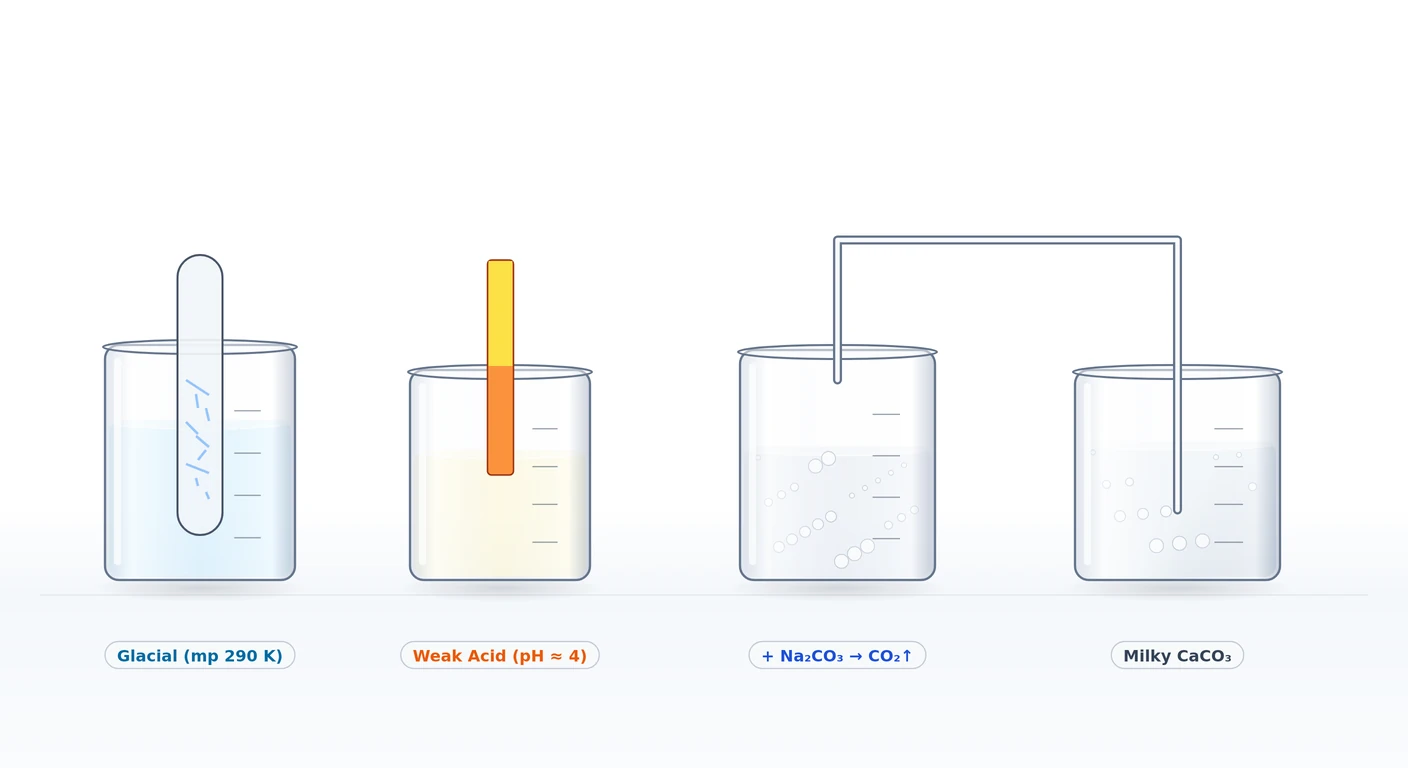 Glacial (mp 290 K)
Weak Acid (pH ≈ 4)
+ Na₂CO₃ → CO₂↑
Milky CaCO₃